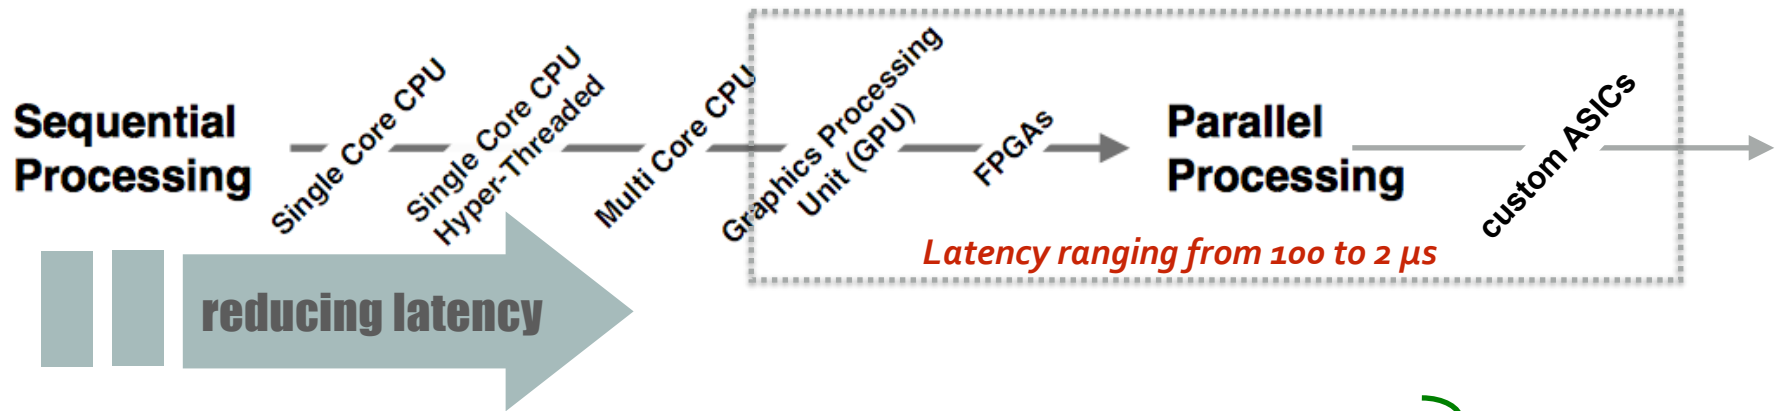 Sequential
Processing
Single Core CPU
Single Core CPU
Hyper-Threaded
Multi Core CPU
Graphics Processing
Unit (GPU)
FPGAs
Parallel
Processing
custom ASICs
Latency ranging from 100 to 2 μs
reducing latency